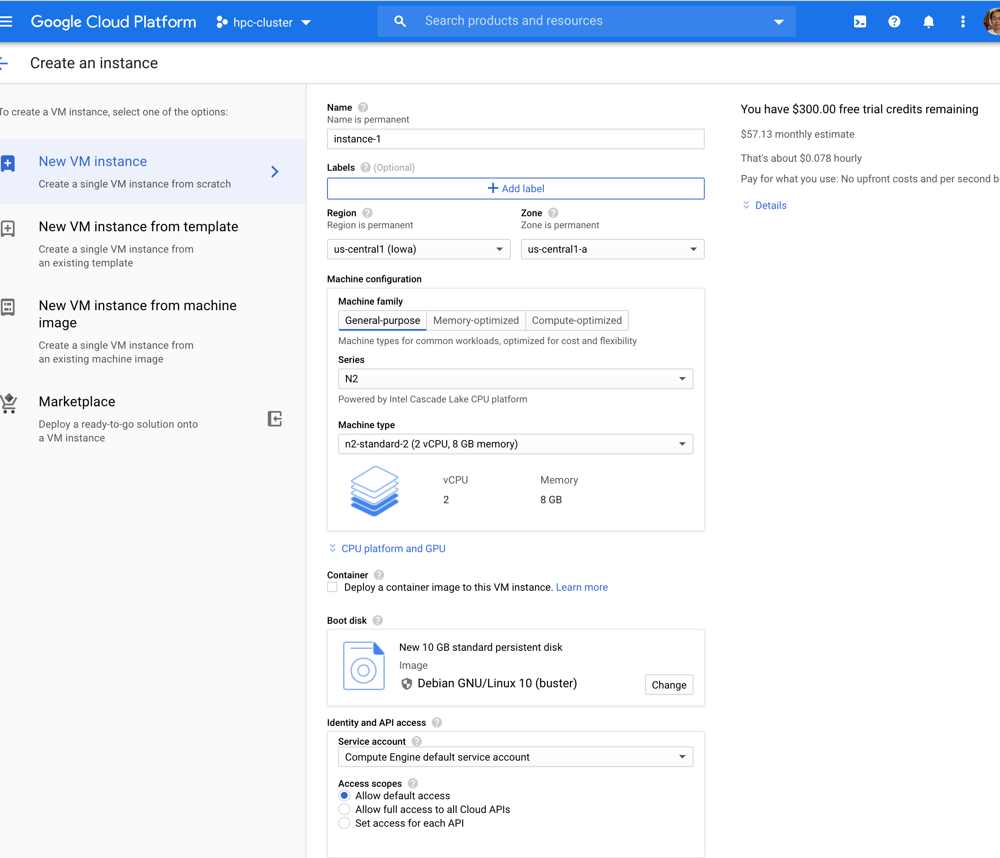 Google Cloud Platform
hpc-cluster
Search products and resources
Create an instance
To create a VM instance, select one of the options:
New VM instance
Create a single VM instance from scratch
New VM instance from template
Create a single VM instance from
an existing template
New VM instance from machine
image
Create a single VM instance from
an existing machine image
Marketplace
Deploy a ready-to-go solution onto
a VM instance
Name
Name is permanent
instance-1
Labels (Optional)
Add label
Region
Region is permanent
us-central1 (Iowa)
Zone
Zone is permanent
us-central1-a
Machine configuration
Machine family
General-purpose
Memory-optimized
Compute-optimized
Machine types for common workloads, optimized for cost and flexibility
Series
N2
Powered by Intel Cascade Lake CPU platform
Machine type
n2-standard-2 (2 vCPU, 8 GB memory)
vCPU
Memory
2
8 GB
CPU platform and GPU
Container
Deploy a container image to this VM instance. Learn more
Boot disk
New 10 GB standard persistent disk
Image
Debian GNU/Linux 10 (buster)
Change
Identity and API access
Service account
Compute Engine default service account
Access scopes
Allow default access
Allow full access to all Cloud APIs
Set access for each API
You have $300.00 free trial credits remaining
$57.13 monthly estimate
That's about $0.078 hourly
Pay for what you use: No upfront costs and per second
Details